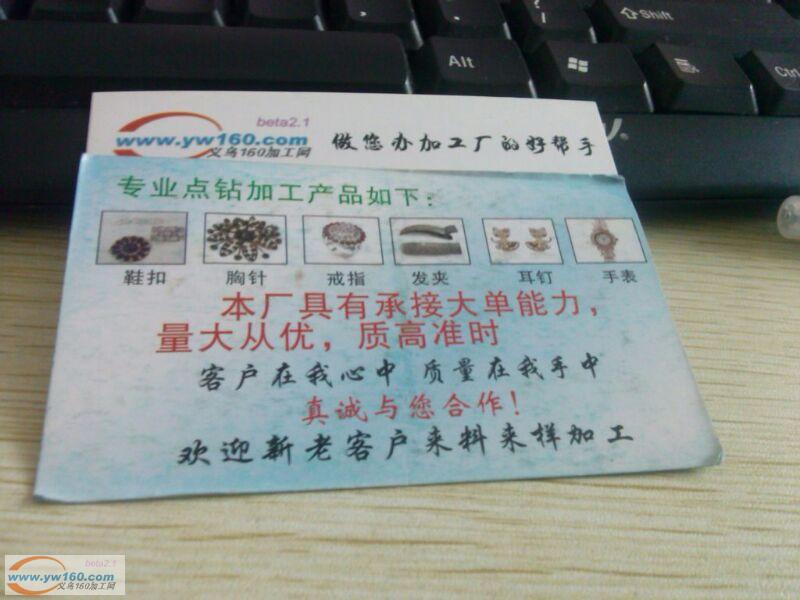 Alt
Shift
Ctrl
beta2.1
www.yw160.com
义乌160加工网
做您办加工厂的好帮手
专业点钻加工产品如下：
鞋扣 胸针 戒指 发夹 耳钉 手表
本厂具有承接大单能力，
量大从优，质高准时
客户在我心中 质量在我手中
真诚与您合作！
欢迎新老客户来料来样加工
beta2.1
www.yw160.com
义乌160加工网